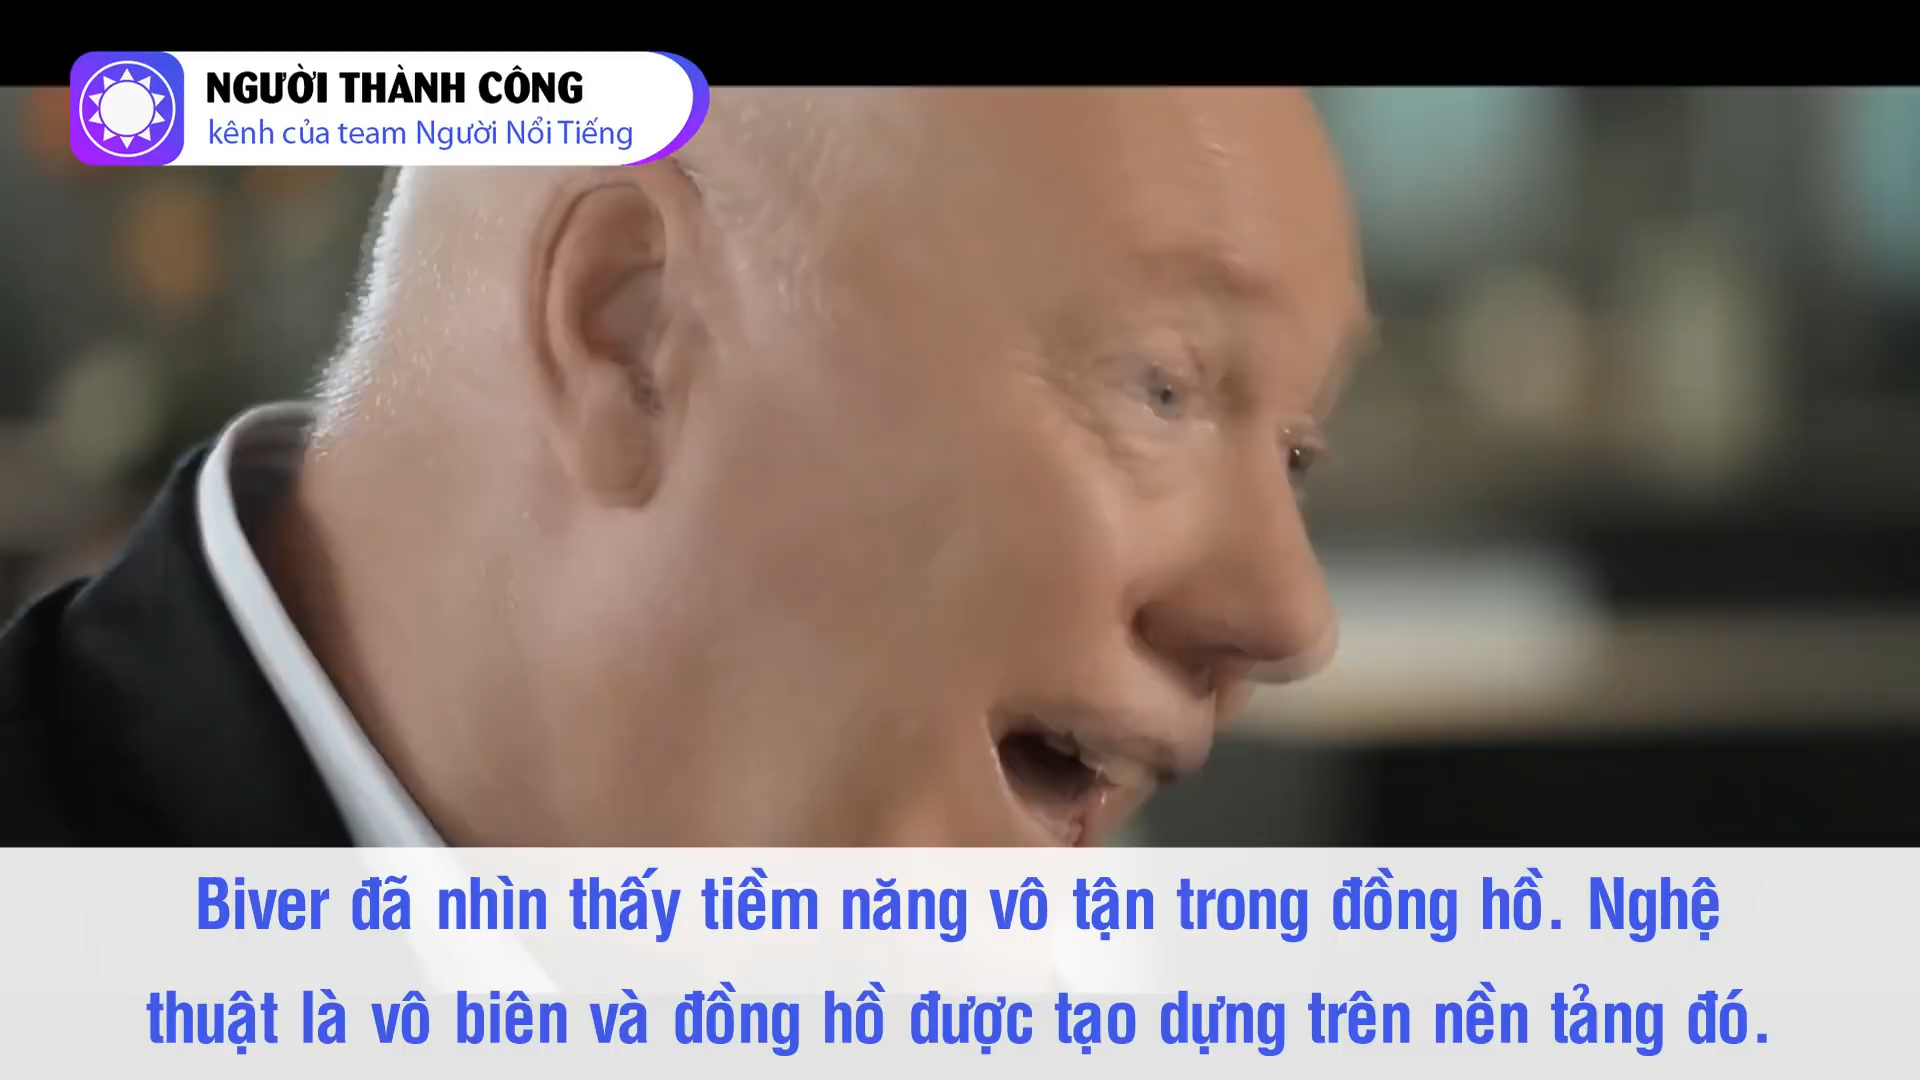 NGƯỜI THÀNH CÔNG
kênh của team Người Nổi Tiếng
Biver đã nhìn thấy tiềm năng vô tận trong đồng hồ. Nghệ
thuật là vô biên và đồng hồ được tạo dựng trên nền tảng đó.